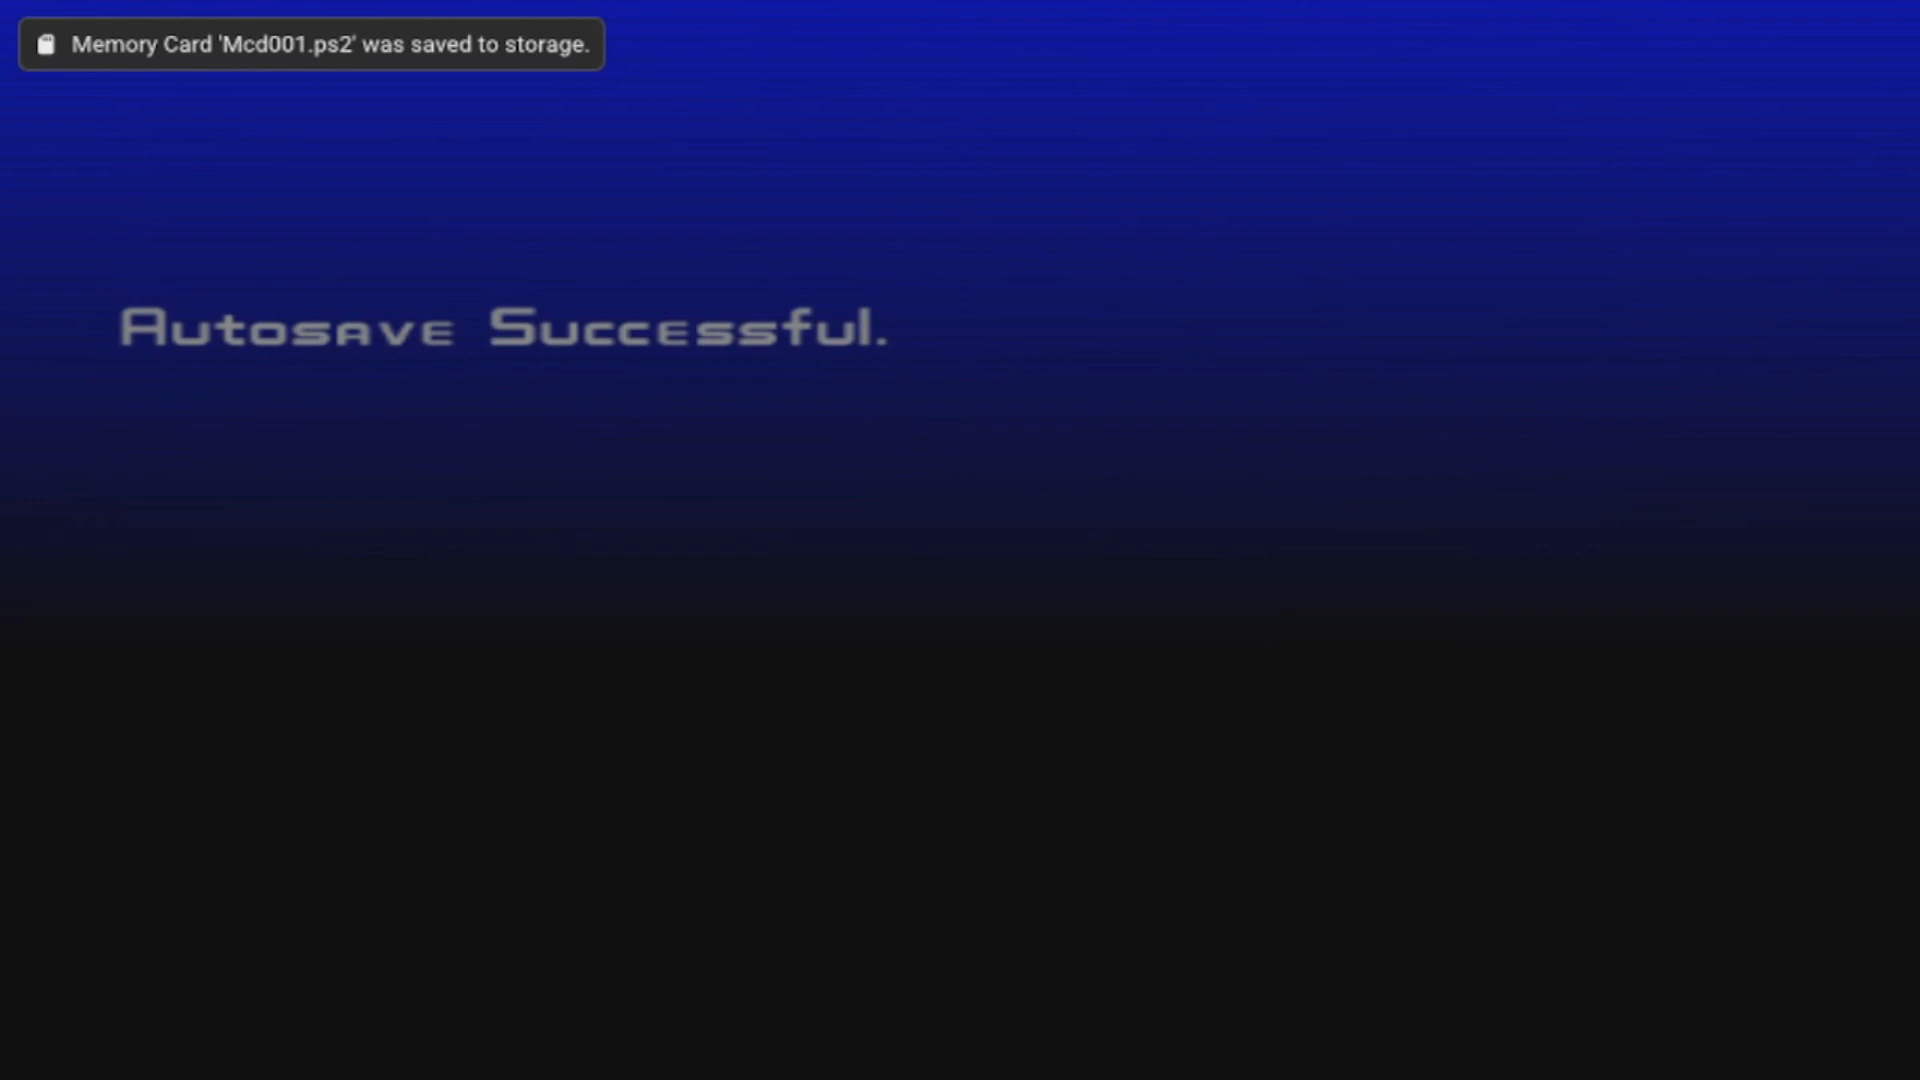 Memory Card 'Mcd001.ps2' was saved to storage.
Autosave Successful.